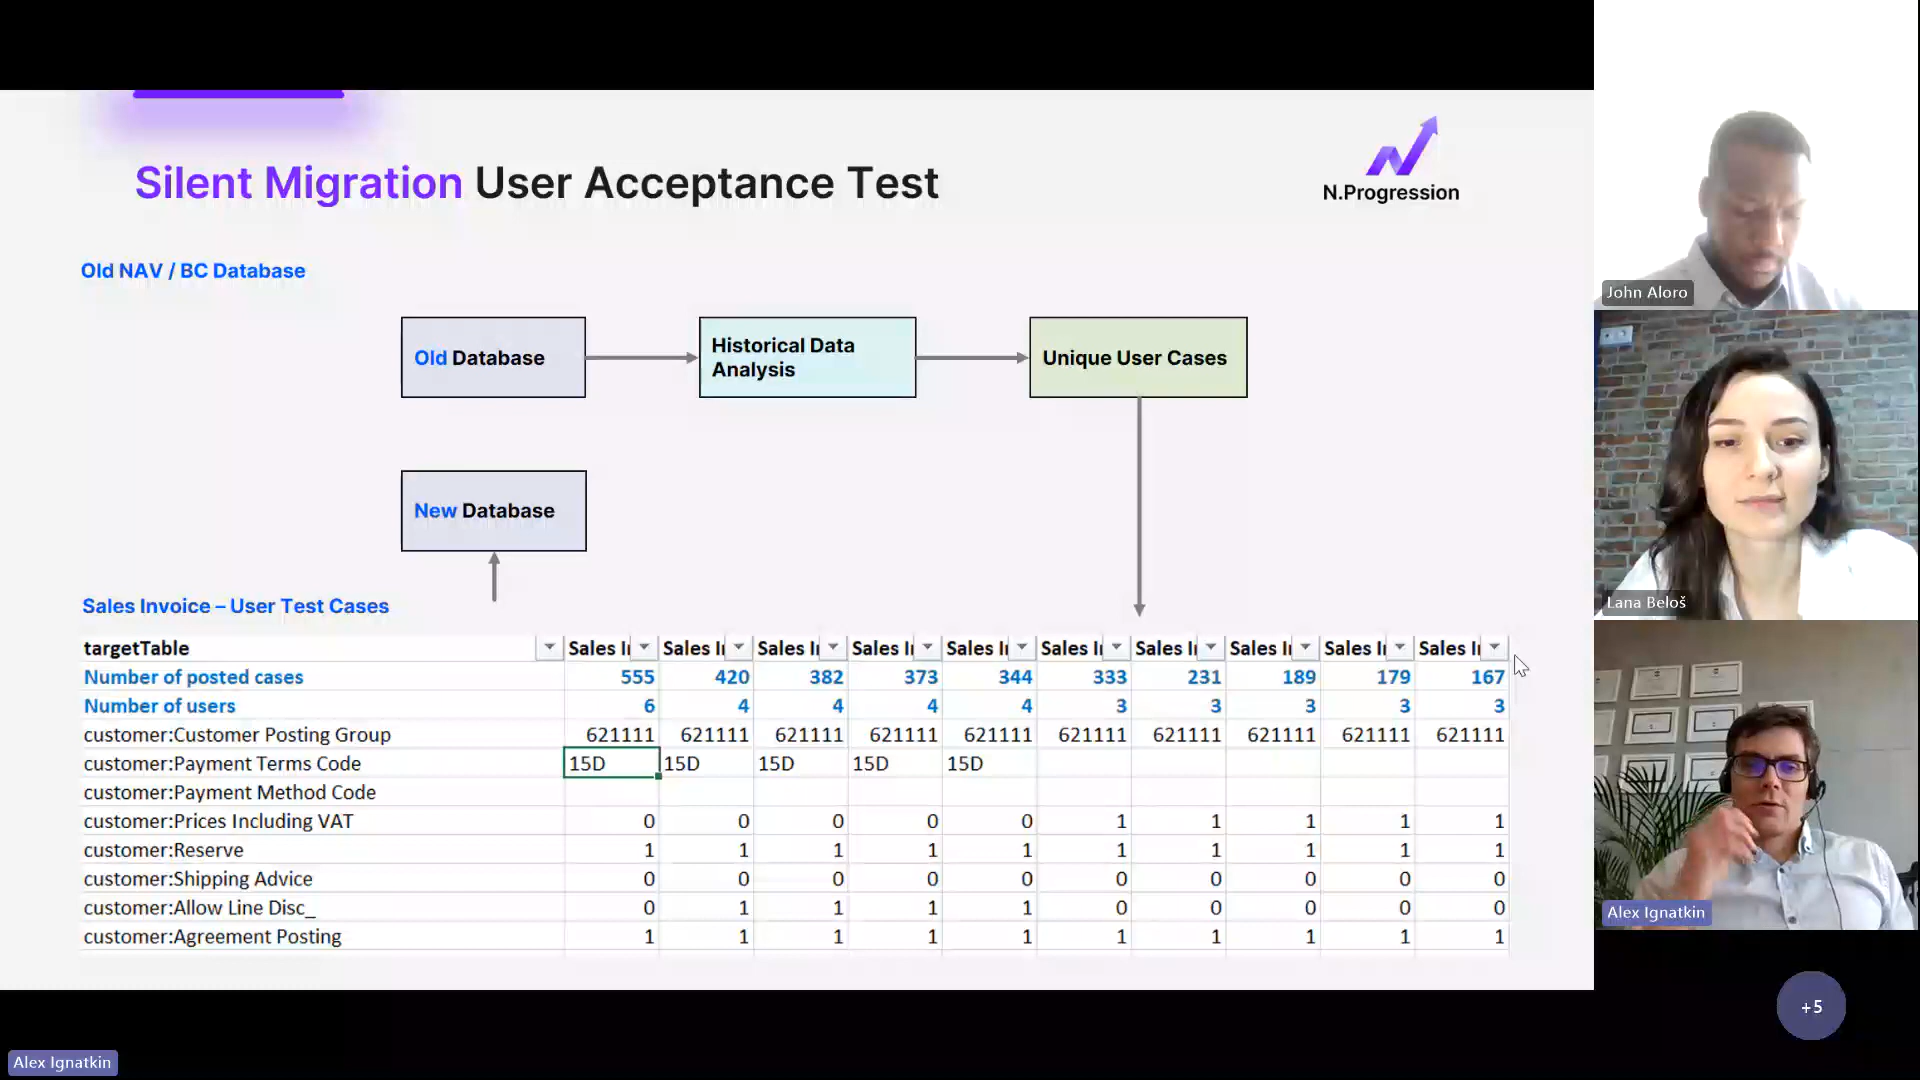 Silent Migration User Acceptance Test
N.Progression
Old NAV / BC Database
Old Database
Historical Data
Analysis
Unique User Cases
New Database
Sales Invoice – User Test Cases
targetTable Sales I Sales I Sales I Sales I Sales I Sales I Sales I Sales I Sales I Sales I
Number of posted cases 555 420 382 373 344 333 231 189 179 167
Number of users 6 4 4 4 4 3 3 3 3 3
customer:Customer Posting Group 621111 621111 621111 621111 621111 621111 621111 621111 621111 621111
customer:Payment Terms Code 15D 15D 15D 15D 15D
customer:Payment Method Code
customer:Prices Including VAT 0 0 0 0 0 1 1 1 1 1
customer:Reserve 1 1 1 1 1 1 1 1 1 1
customer:Shipping Advice 0 0 0 0 0 0 0 0 0 0
customer:Allow Line Disc_ 0 1 1 1 1 0 0 0 0 0
customer:Agreement Posting 1 1 1 1 1 1 1 1 1 1
John Aloro
Lana Beloš
Alex Ignatkin
+5
Alex Ignatkin